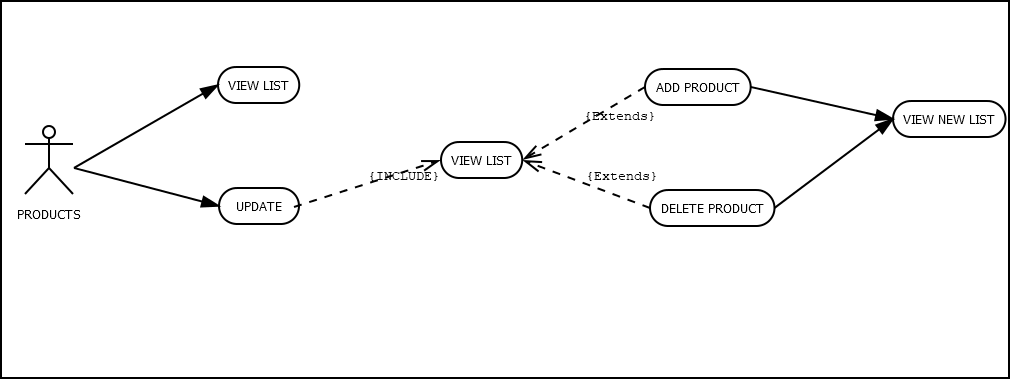 VIEW LIST
ADD PRODUCT
{Extends}
VIEW NEW LIST
VIEW LIST
{INCLUDE}
{Extends}
PRODUCTS
UPDATE
DELETE PRODUCT